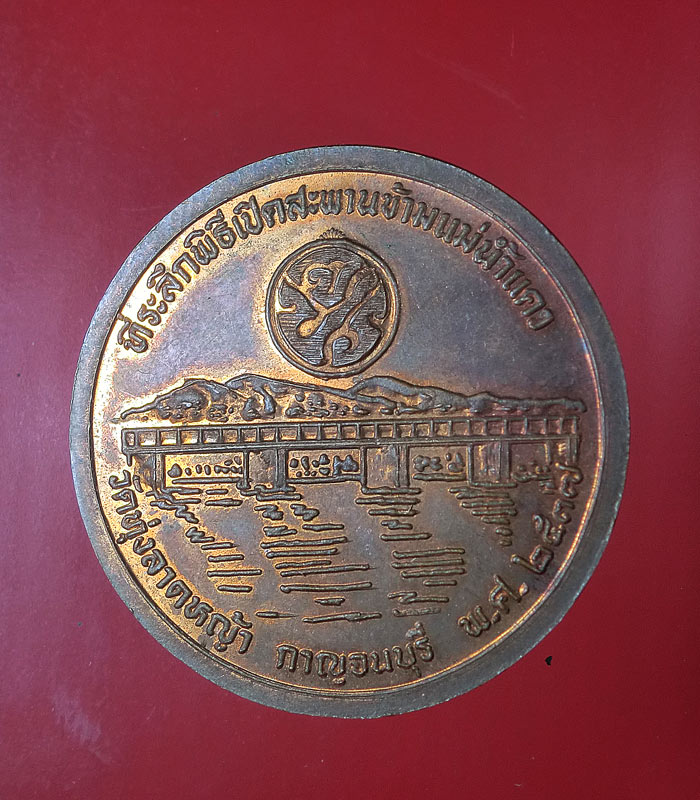 ที่ระลึกพิธีเปิดสะพานข้ามแม่น้ำแคว
วัดทุ่งลาดหญ้า กาญจนบุรี พ.ศ. ๒๕๓๗